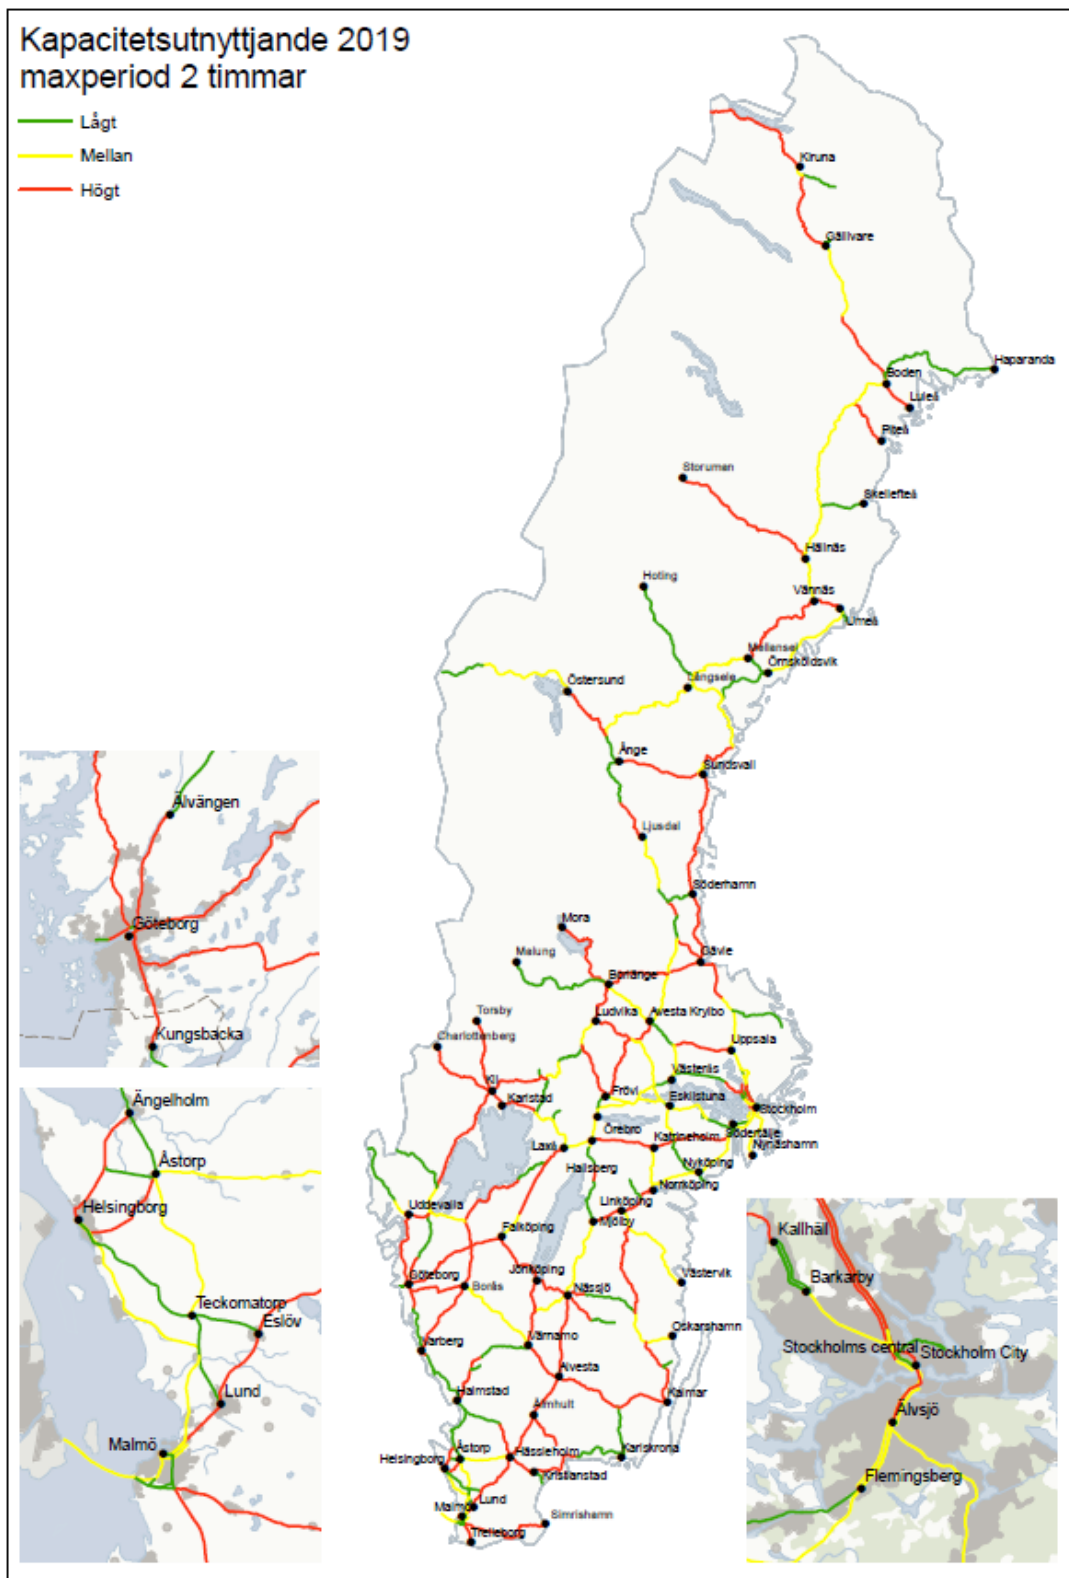 Kapacitetsutnyttjande 2019
maxperiod 2 timmar
Lågt
Mellan
Högt
Kiruna
Gällivare
Haparanda
Boden
Luleå
Piteå
Storuman
Skellefteå
Hällnäs
Hoting
Vännäs
Umeå
Mellansel
Örnsköldsvik
Östersund
Långsele
Ånge
Sundsvall
Ljusdal
Söderhamn
Mora
Malung
Gävle
Borlänge
Torsby
Ludvika
Avesta Krylbo
Charlottenberg
Uppsala
Västerås
Kil
Karlstad
Frövi
Eskilstuna
Stockholm
Örebro
Södertälje
Laxå
Katrineholm
Nynäshamn
Hallsberg
Nyköping
Norrköping
Linköping
Uddevalla
Mjölby
Falköping
Göteborg
Borås
Jönköping
Nässjö
Västervik
Oskarshamn
Varberg
Värnamo
Alvesta
Halmstad
Älmhult
Kalmar
Helsingborg
Åstorp
Hässleholm
Karlskrona
Kristianstad
Lund
Malmö
Simrishamn
Trelleborg
Älvängen
Göteborg
Kungsbacka
Ängelholm
Åstorp
Helsingborg
Teckomatorp
Eslöv
Lund
Malmö
Kallhäll
Barkarby
Stockholms central
Stockholm City
Älvsjö
Flemingsberg